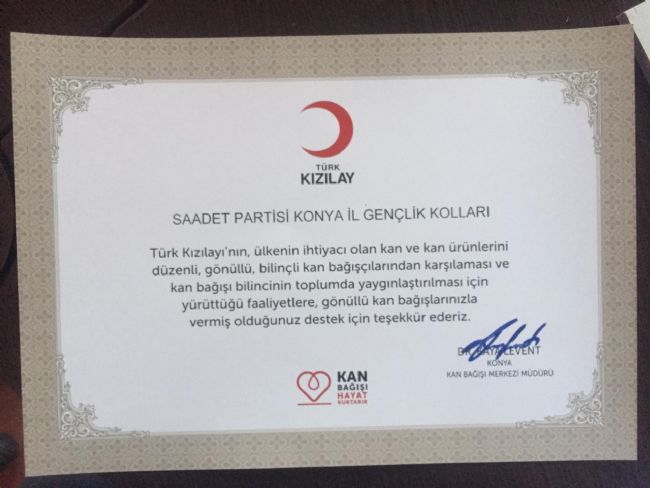 TÜRK
KIZILAY
SAADET PARTİSİ KONYA İL GENÇLİK KOLLARI
Türk Kızılayı'nın, ülkenin ihtiyacı olan kan ve kan ürünlerini
düzenli, gönüllü, bilinçli kan bağışçılarından karşılaması ve
kan bağışı bilincinin toplumda yaygınlaştırılması için
yürüttüğü faaliyetlere, gönüllü kan bağışlarınızla
vermiş olduğunuz destek için teşekkür ederiz.
LEVENT
KONYA
KAN BAĞIŞI MERKEZİ MÜDÜRÜ
KAN
BAĞIŞI
HAYAT
KURTARIR